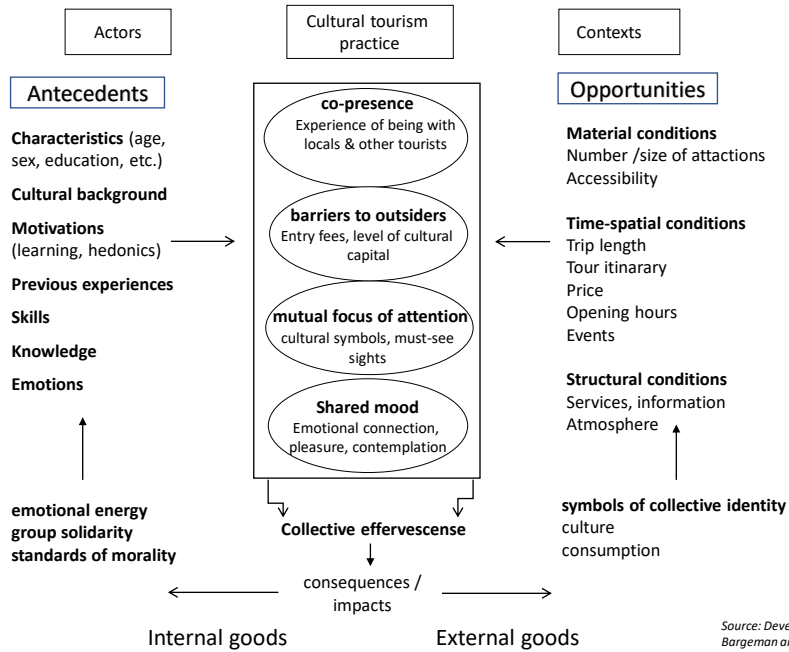 Actors
Cultural tourism
practice
Contexts
Antecedents
Characteristics (age,
sex, education, etc.)
Cultural background
Motivations
(learning, hedonics)
Previous experiences
Skills
Knowledge
Emotions
emotional energy
group solidarity
standards of morality
co-presence
Experience of being with
locals & other tourists
barriers to outsiders
Entry fees, level of cultural
capital
mutual focus of attention
cultural symbols, must-see
sights
Shared mood
Emotional connection,
pleasure, contemplation
Collective effervescense
consequences /
impacts
Opportunities
Material conditions
Number /size of attactions
Accessibility
Time-spatial conditions
Trip length
Tour itinarary
Price
Opening hours
Events
Structural conditions
Services, information
Atmosphere
symbols of collective identity
culture
consumption
Internal goods
External goods
Source: Deve
Bargeman an